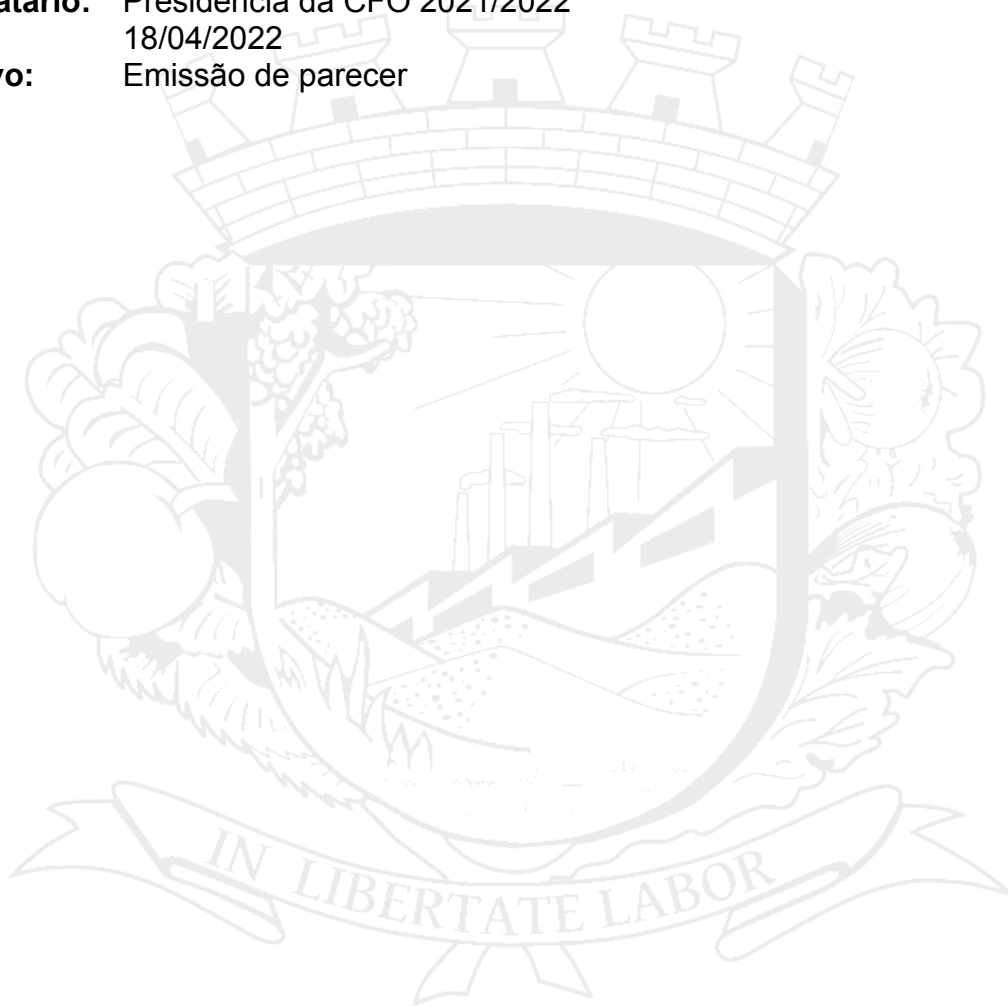 atário: Presidência da CFO 2021/2022
18/04/2022
vo: Emissão de parecer
IN LIBERTATE LABOR